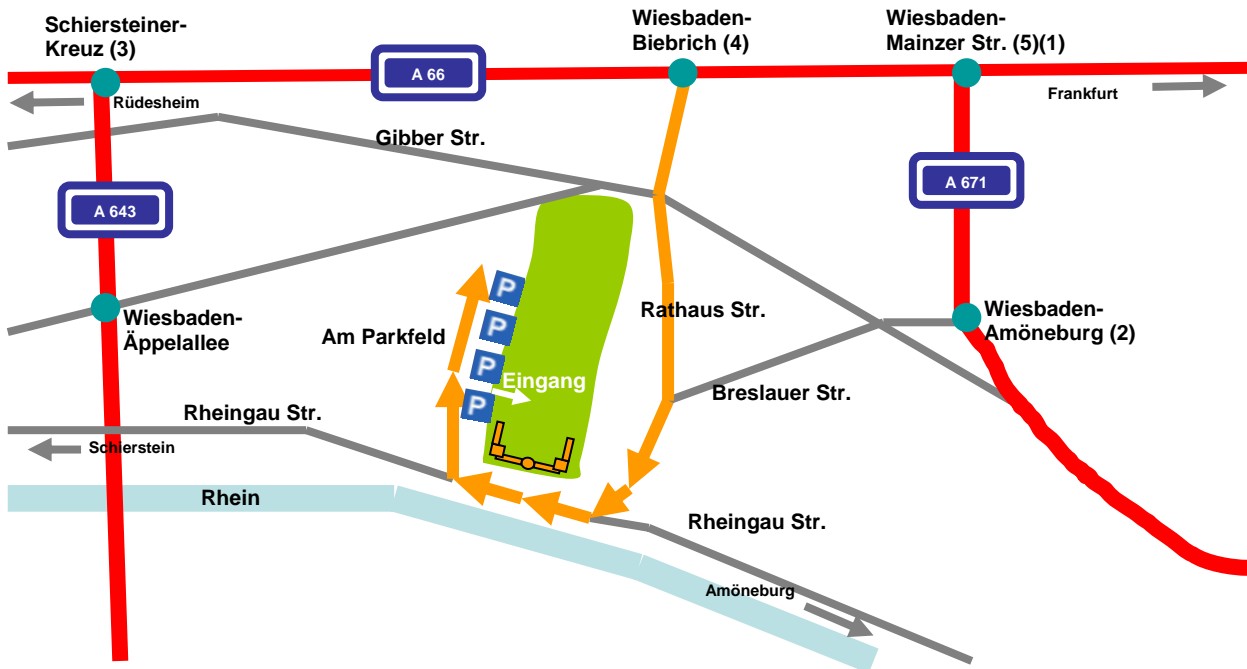 Schiersteiner-
Kreuz (3)
Wiesbaden-
Biebrich (4)
Wiesbaden-
Mainzer Str. (5)(1)
A 66
Rüdesheim
Frankfurt
Gibber Str.
A 643
A 671
P
P
P
P
Wiesbaden-
Äppelallee
Am Parkfeld
Rathaus Str.
Wiesbaden-
Amöneburg (2)
Eingang
Breslauer Str.
Rheingau Str.
Schierstein
Rhein
Rheingau Str.
Amöneburg